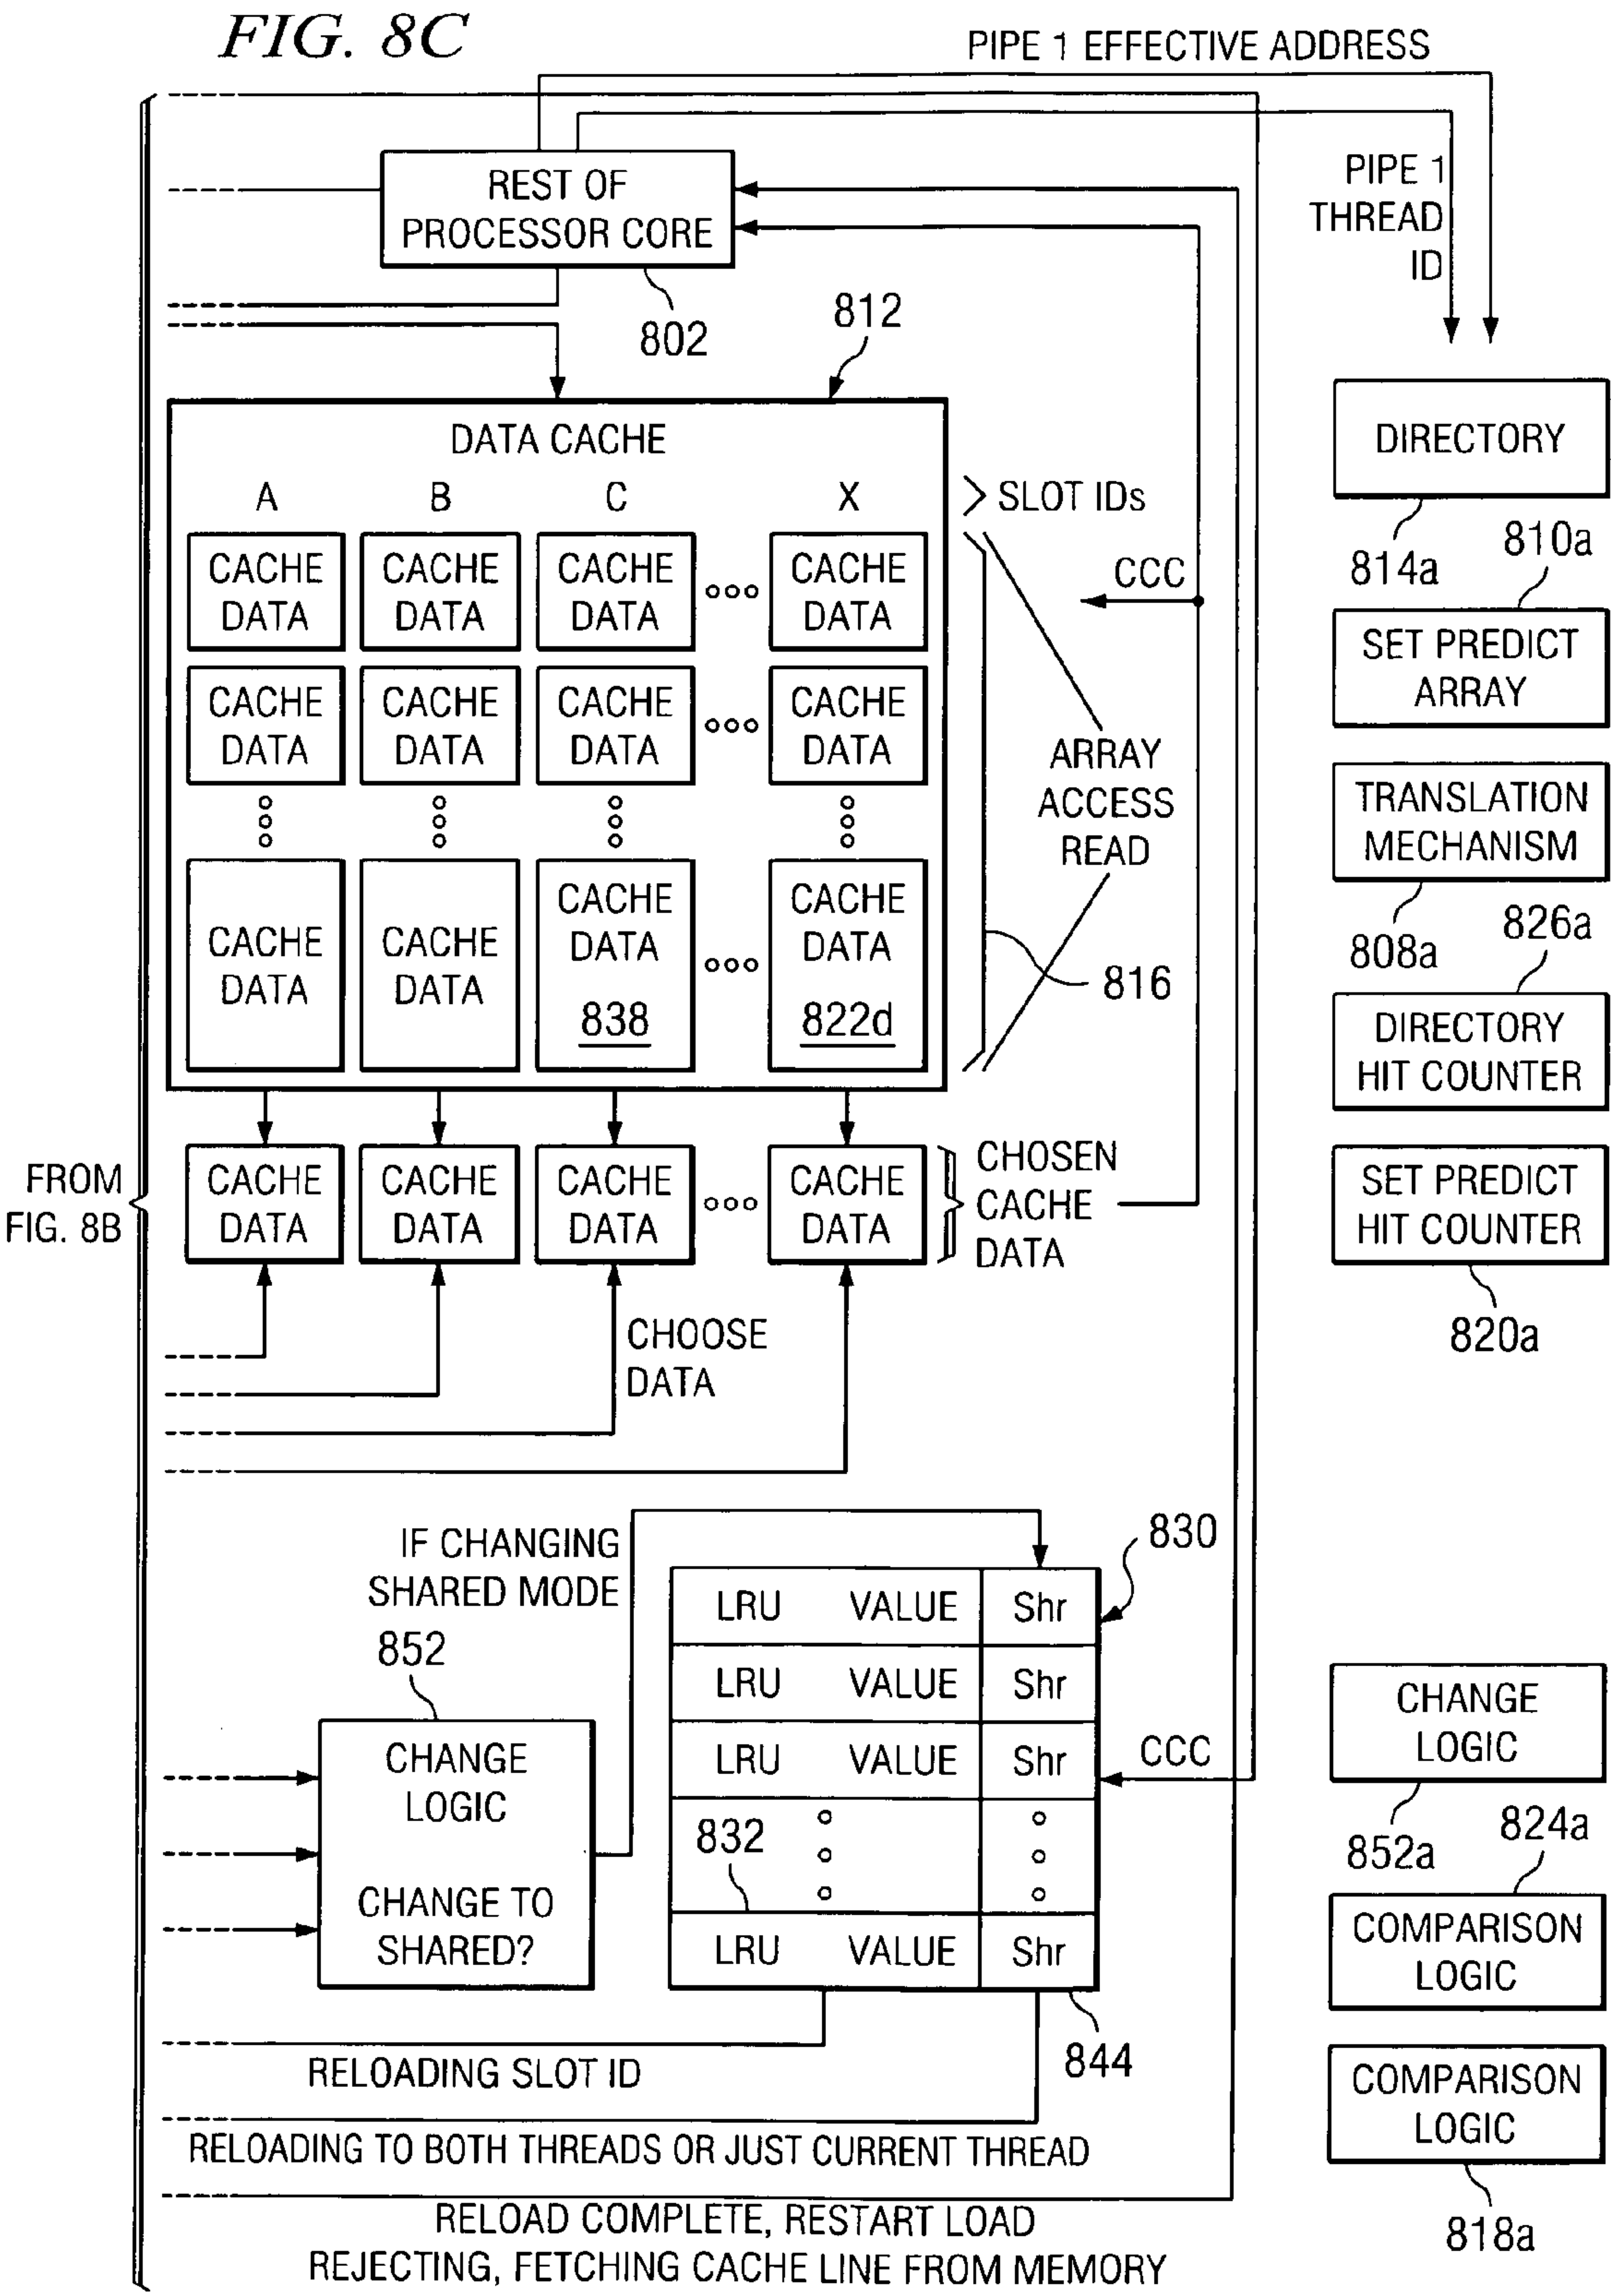 FIG. 8C
PIPE 1 EFFECTIVE ADDRESS
REST OF
PROCESSOR CORE
802
PIPE 1
THREAD
ID
812
DATA CACHE
A B C X
SLOT IDs
CACHE
DATA
CACHE
DATA
CACHE
DATA
CACHE
DATA
CCC
CACHE
DATA
CACHE
DATA
CACHE
DATA
CACHE
DATA
ARRAY
ACCESS
READ
CACHE
DATA
CACHE
DATA
CACHE
DATA
838
CACHE
DATA
822d
816
FROM
FIG. 8B
CACHE
DATA
CACHE
DATA
CACHE
DATA
CACHE
DATA
CHOSEN
CACHE
DATA
CHOOSE
DATA
DIRECTORY
814a
810a
SET PREDICT
ARRAY
TRANSLATION
MECHANISM
808a
826a
DIRECTORY
HIT COUNTER
SET PREDICT
HIT COUNTER
820a
IF CHANGING
SHARED MODE
852
CHANGE
LOGIC
CHANGE TO
SHARED?
830
LRU VALUE Shr
LRU VALUE Shr
LRU VALUE Shr
CCC
832
LRU VALUE Shr
844
RELOADING SLOT ID
RELOADING TO BOTH THREADS OR JUST CURRENT THREAD
RELOAD COMPLETE, RESTART LOAD
REJECTING, FETCHING CACHE LINE FROM MEMORY
CHANGE
LOGIC
852a
824a
COMPARISON
LOGIC
COMPARISON
LOGIC
818a